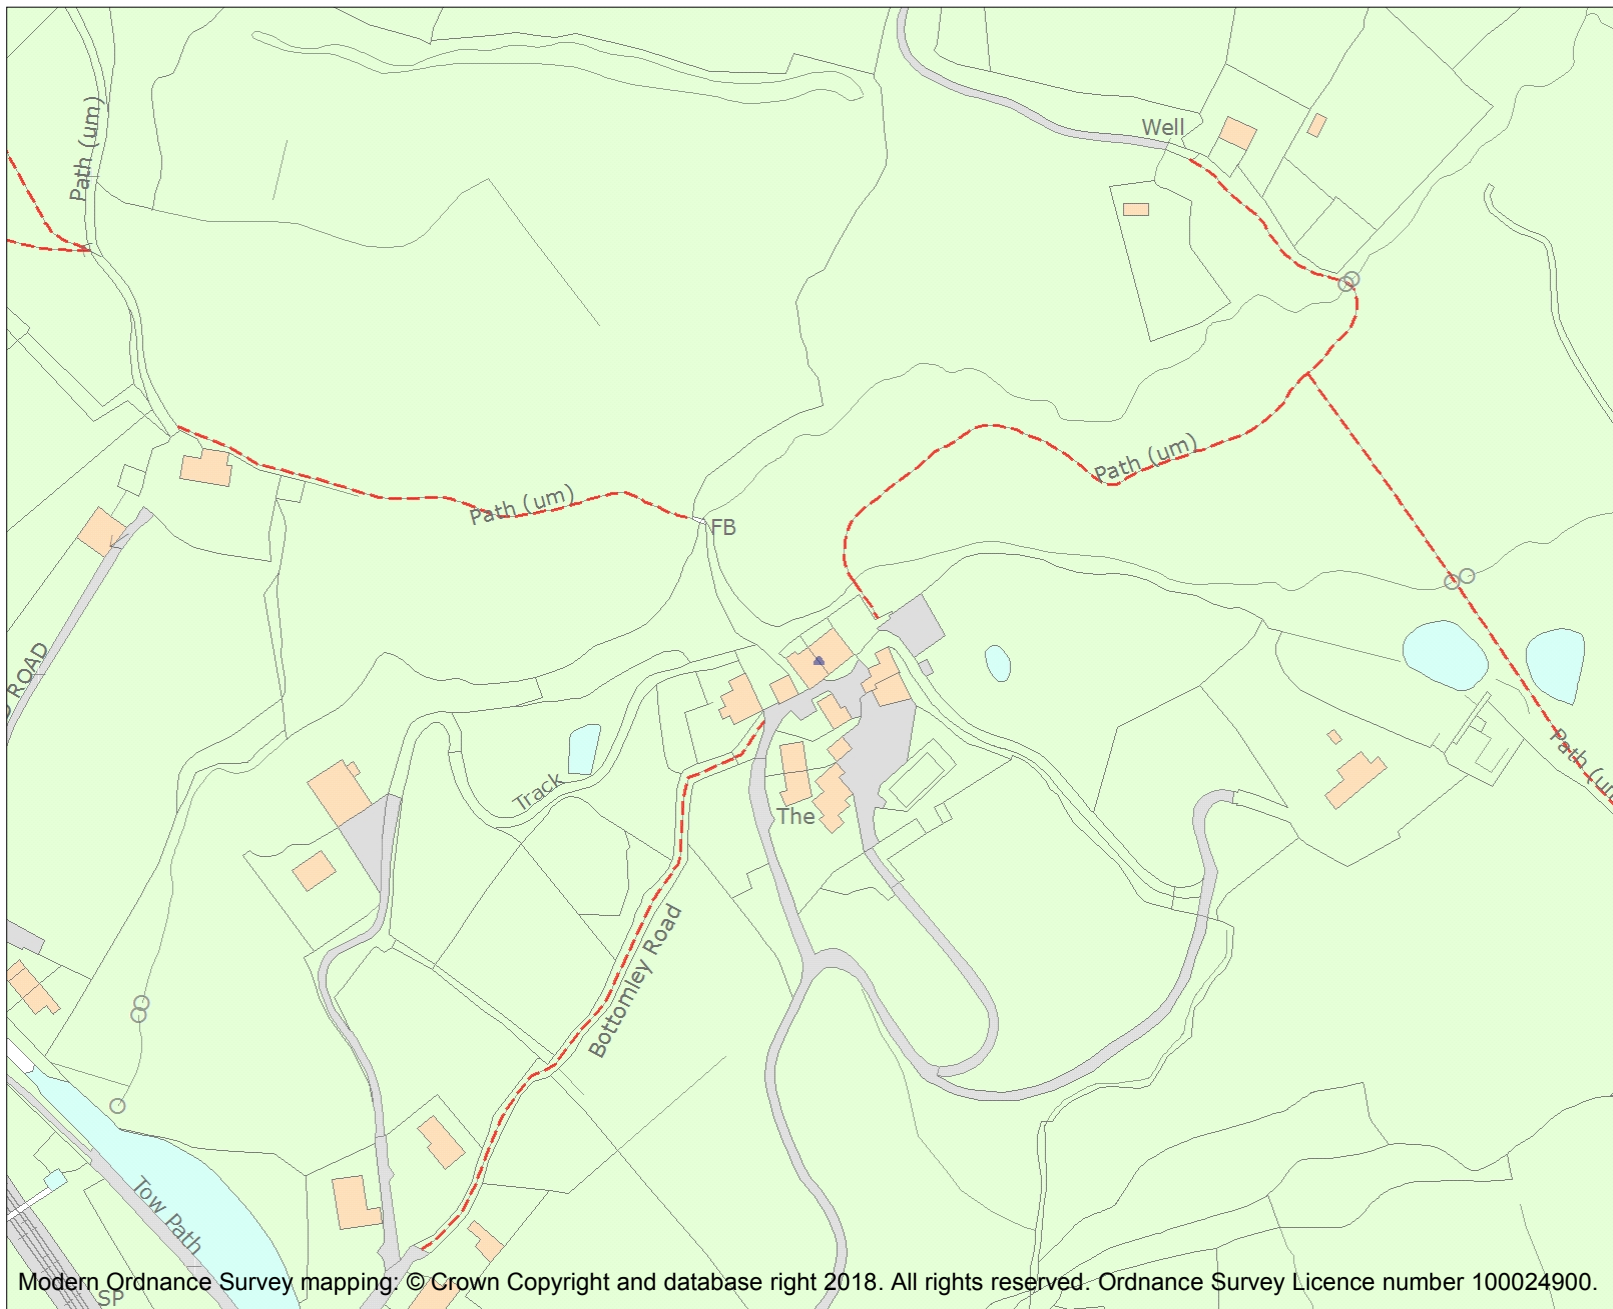 Path (um)
Well
Path (um)
Path (um)
FB
ROAD
Path (um
Track
The
Bottomley Road
Tow Path
SP
Modern Ordnance Survey mapping: © Crown Copyright and database right 2018. All rights reserved. Ordnance Survey Licence number 100024900.